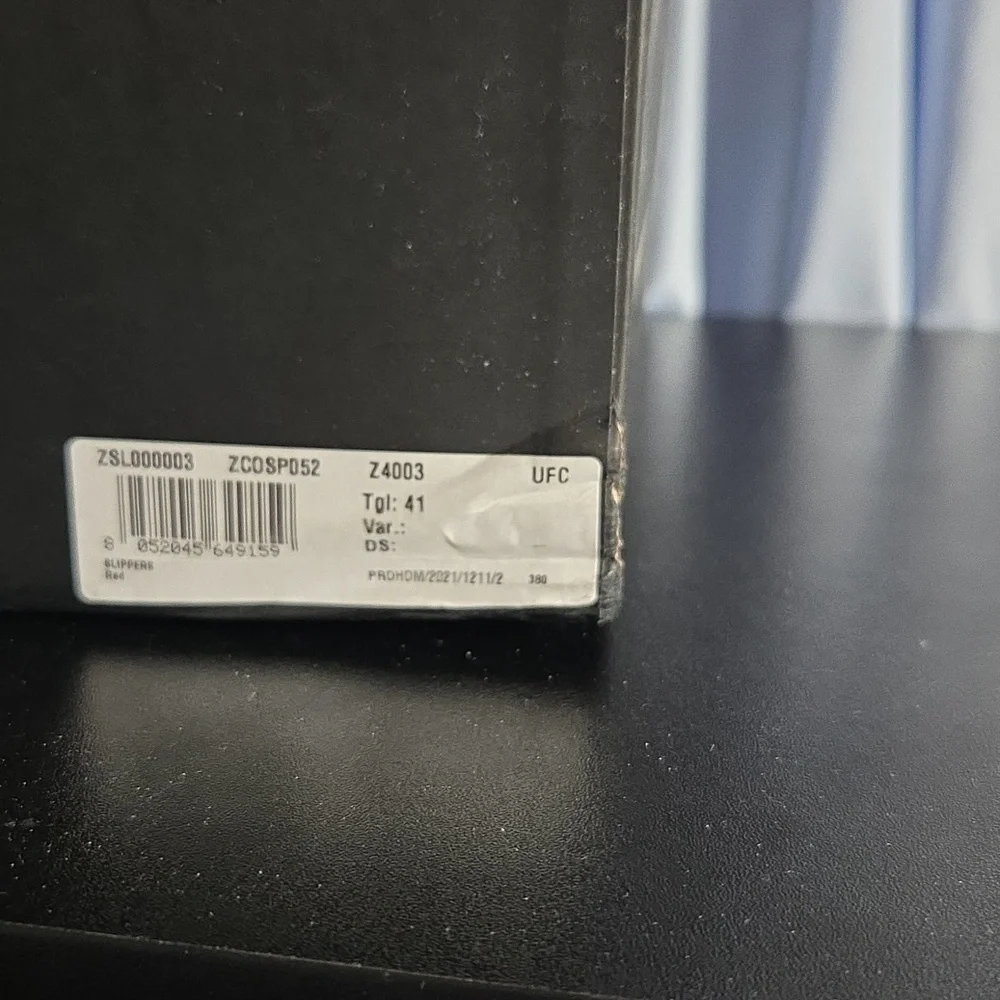 ZSL000003 ZCOSP052 Z4003 UFC
Tgl: 41
Var.:
DS:
8 052045 649159
SLIPPERS
Red
PRDHDM/2021/1211/2 380